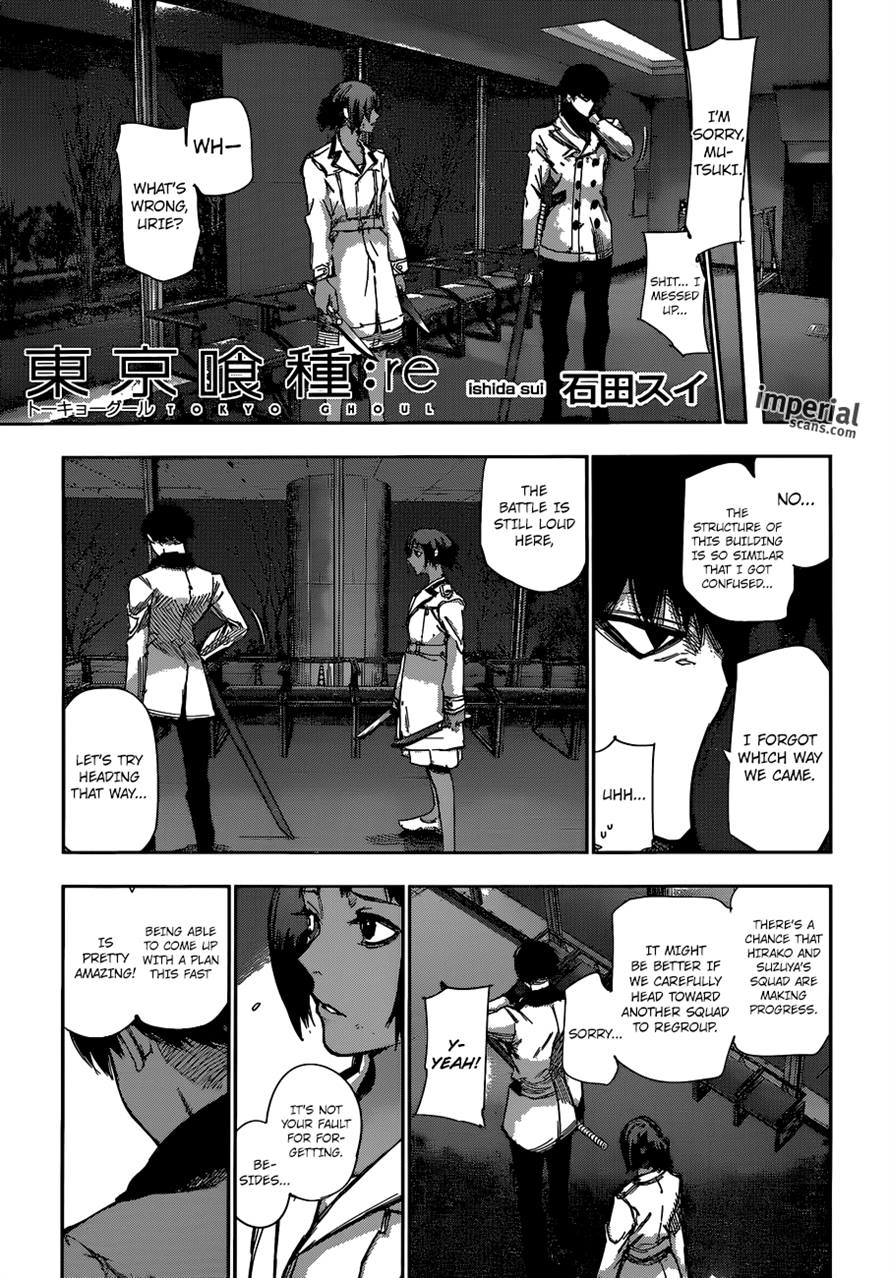 I'M
SORRY,
MU-
TSUKI.
SHIT... I
MESSED
UP...
WH—
WHAT'S
WRONG,
URIE?
東京喰種:re
トーキョーグール TOKYO GHOUL
ishida sui 石田スイ
imperial
scans.com
NO...
THE
STRUCTURE OF
THIS BUILDING
IS SO SIMILAR
THAT I GOT
CONFUSED...
I FORGOT
WHICH WAY
WE CAME.
UHH...
THE
BATTLE IS
STILL LOUD
HERE,
LET'S TRY
HEADING
THAT WAY...
THERE'S A
CHANCE THAT
HIRAKO AND
SUZUYA'S
SQUAD ARE
MAKING
PROGRESS.
IT MIGHT
BE BETTER IF
WE CAREFULLY
HEAD TOWARD
ANOTHER SQUAD
TO REGROUP.
SORRY...
Y-
YEAH!
IT'S NOT
YOUR FAULT
FOR FOR-
GETTING.
BE-
SIDES...
BEING ABLE
TO COME UP
WITH A PLAN
THIS FAST
IS
PRETTY
AMAZING!